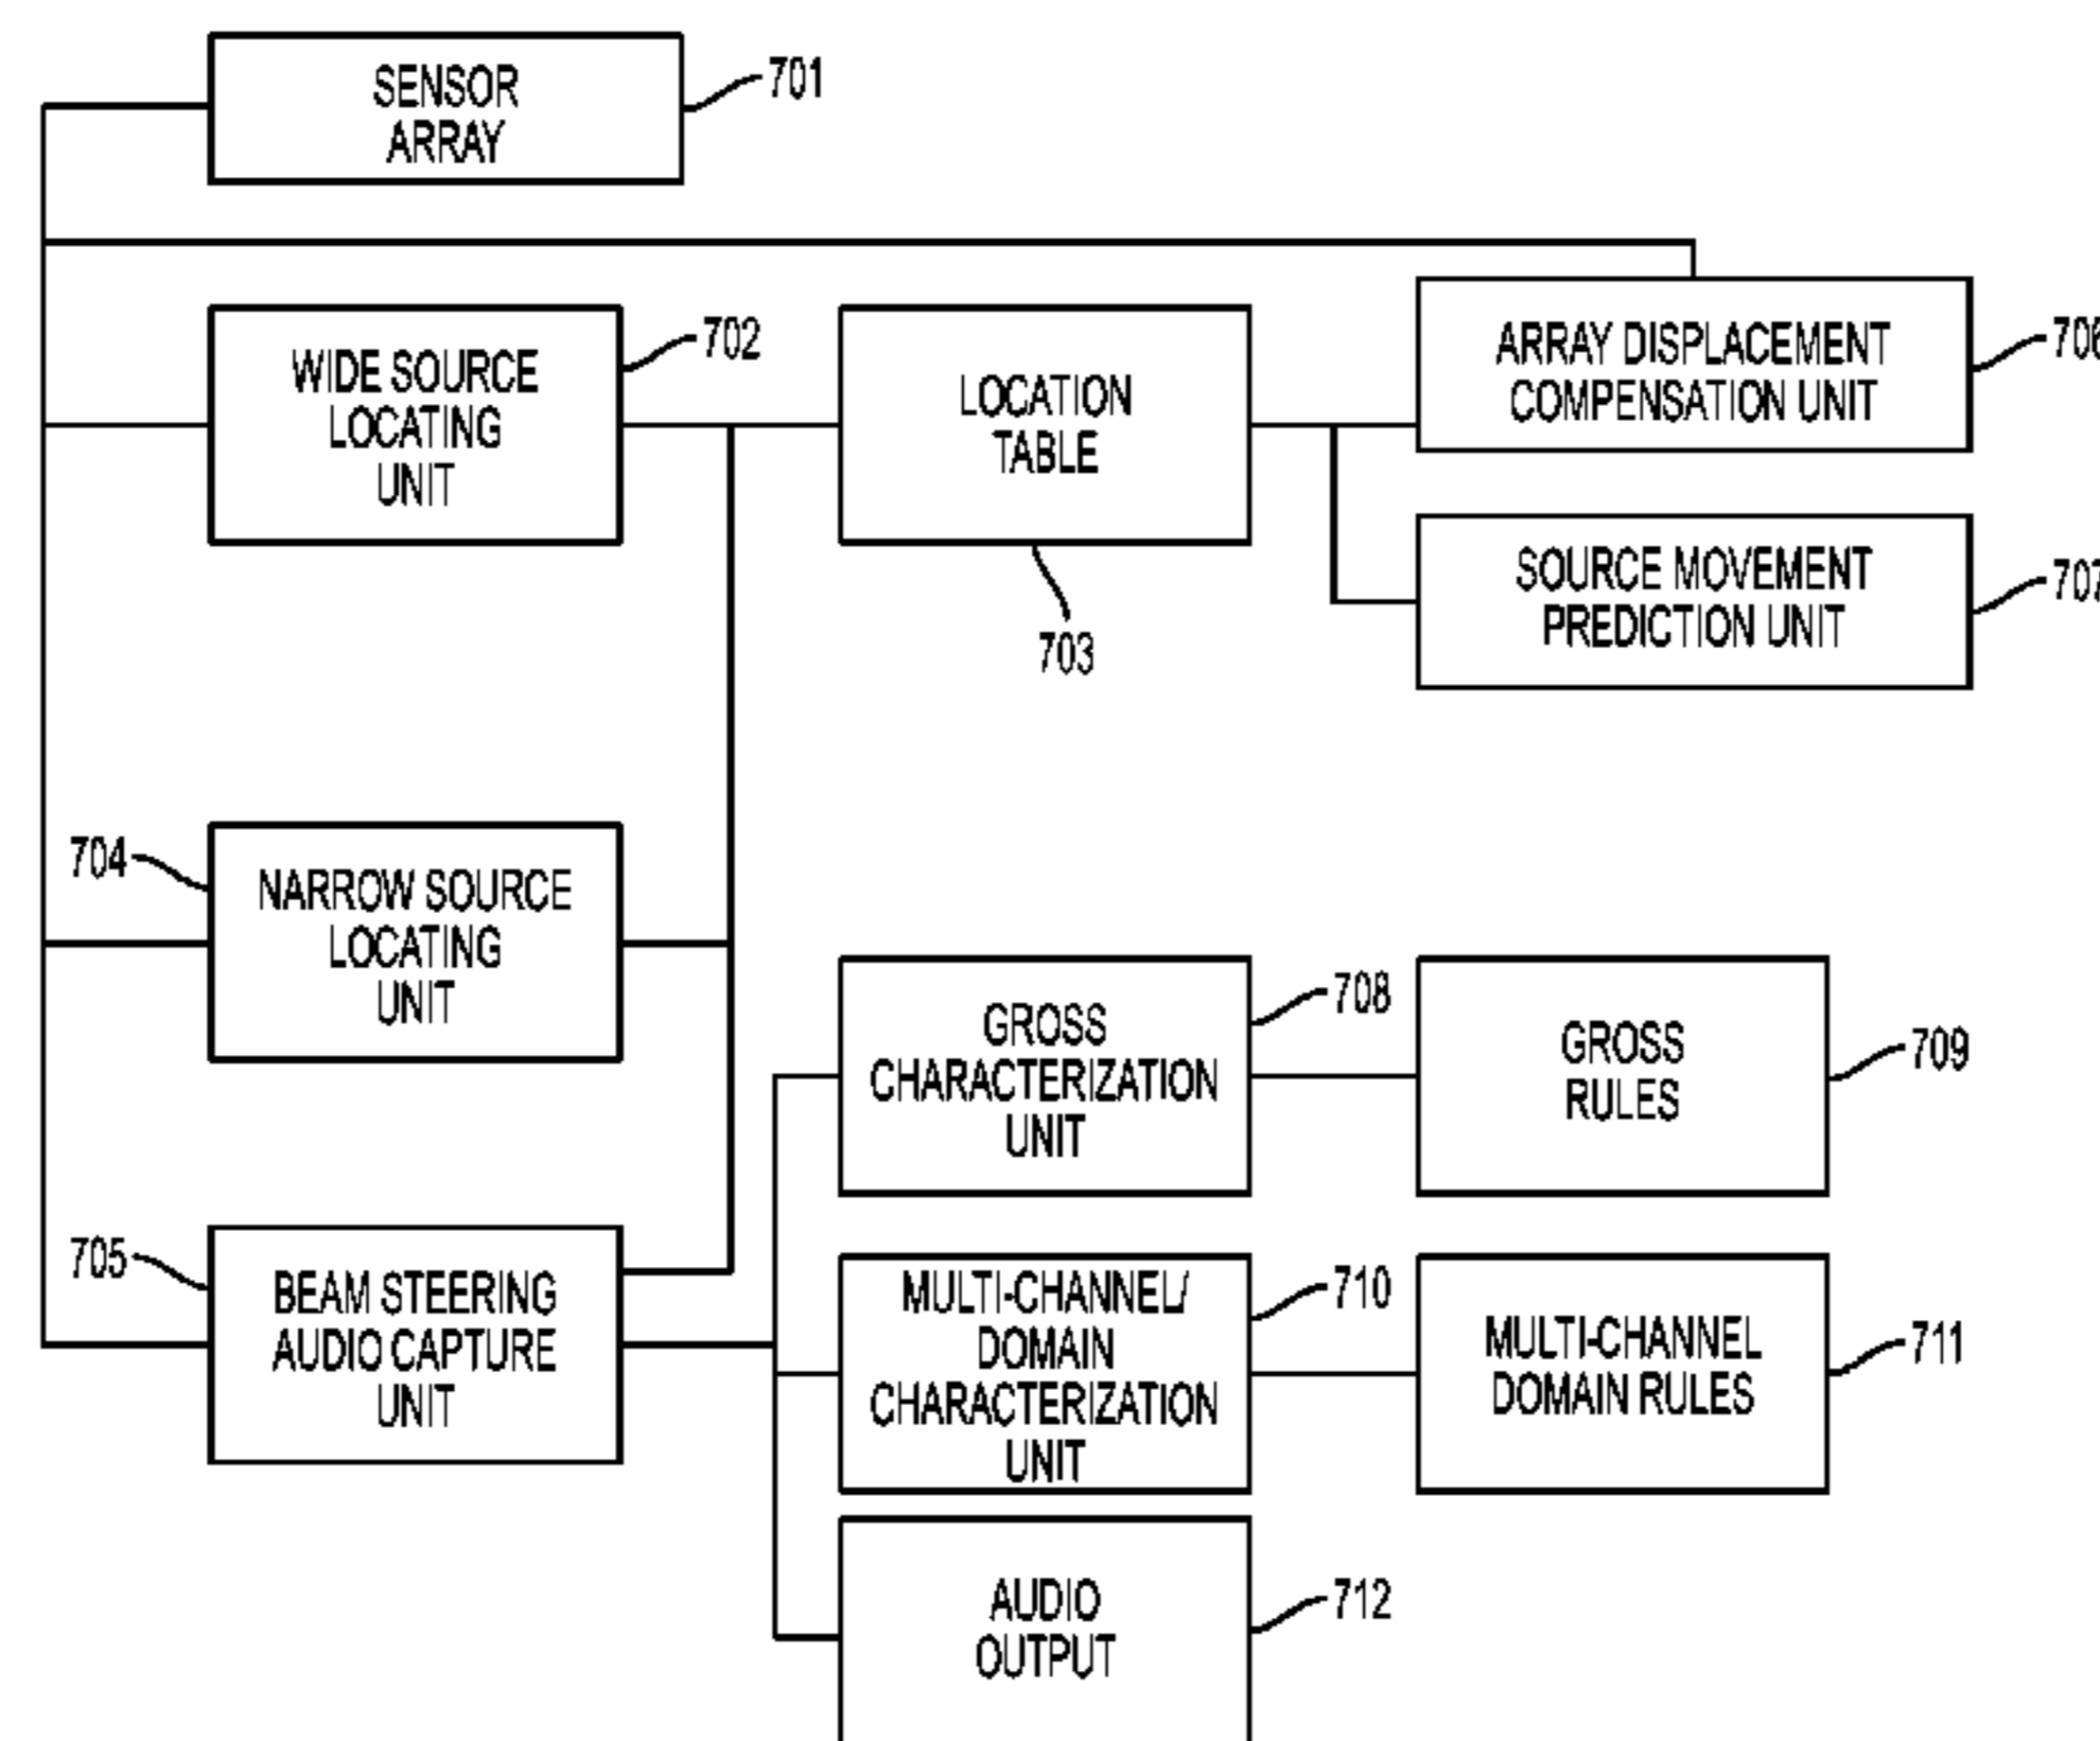 SENSOR
ARRAY
701
WIDE SOURCE
LOCATING
UNIT
702
LOCATION
TABLE
703
ARRAY DISPLACEMENT
COMPENSATION UNIT
706
SOURCE MOVEMENT
PREDICTION UNIT
707
704
NARROW SOURCE
LOCATING
UNIT
GROSS
CHARACTERIZATION
UNIT
708
GROSS
RULES
709
705
BEAM STEERING
AUDIO CAPTURE
UNIT
MULTI-CHANNEL/
DOMAIN
CHARACTERIZATION
UNIT
710
MULTI-CHANNEL
DOMAIN RULES
711
AUDIO
OUTPUT
712